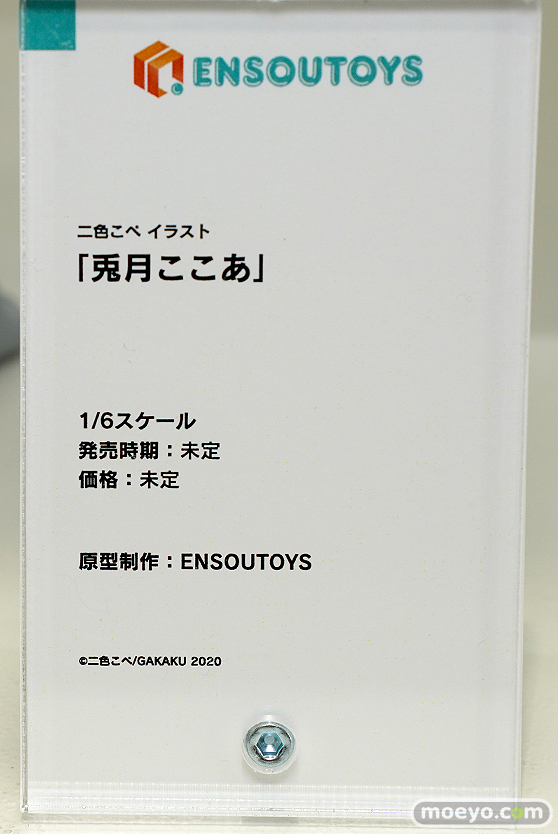 ENSOUTOYS
二色こぺ イラスト
「兎月ここあ」
1/6スケール
発売時期：未定
価格：未定
原型制作：ENSOUTOYS
©二色こぺ/GAKAKU 2020
moeyo.com